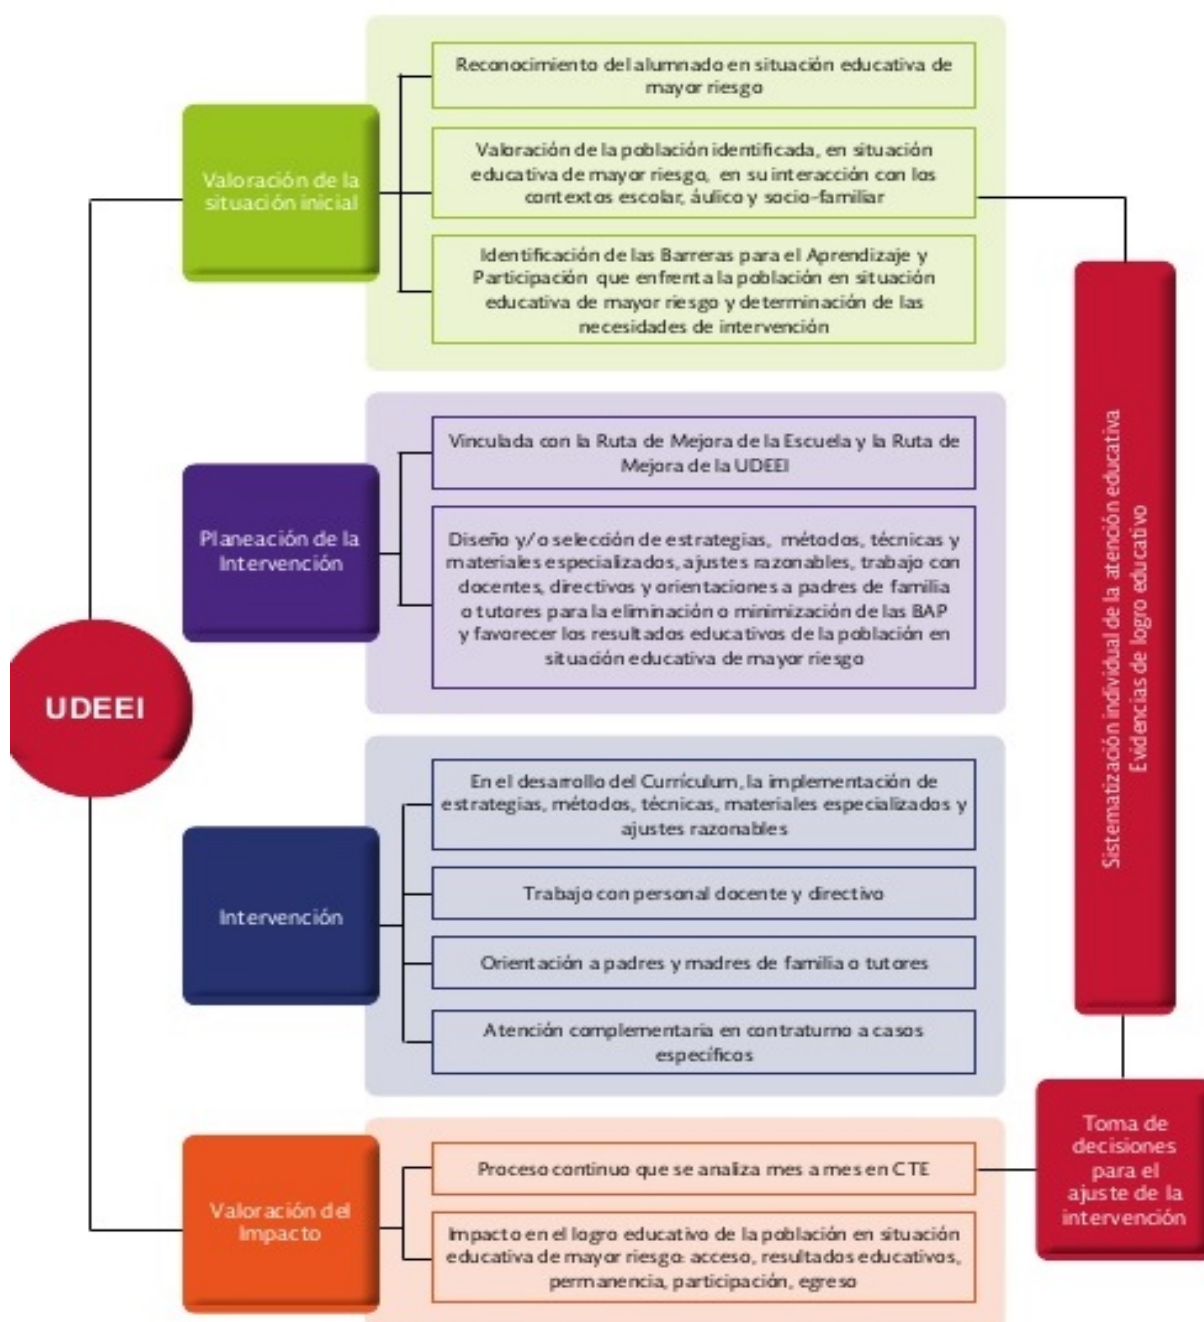 UDEEI
Valoración de la
situación inicial
Reconocimiento del alumnado en situación educativa de
mayor riesgo
Valoración de la población identificada, en situación
educativa de mayor riesgo, en su interacción con los
contextos escolar, áulico y socio-familiar
Identificación de las Barreras para el Aprendizaje y
Participación que enfrenta la población en situación
educativa de mayor riesgo y determinación de las
necesidades de intervención
Planeación de la
Intervención
Vinculada con la Ruta de Mejora de la Escuela y la Ruta de
Mejora de la UDEEI
Diseño y/o selección de estrategias, métodos, técnicas y
materiales especializados, ajustes razonables, trabajo con
docentes, directivos y orientaciones a padres de familia
o tutores para la eliminación o minimización de las BAP
y favorecer los resultados educativos de la población en
situación educativa de mayor riesgo
Intervención
En el desarrollo del Currículum, la implementación de
estrategias, métodos, técnicas, materiales especializados y
ajustes razonables
Trabajo con personal docente y directivo
Orientación a padres y madres de familia o tutores
Atención complementaria en contraturno a casos
específicos
Valoración del
Impacto
Proceso continuo que se analiza mes a mes en CTE
Impacto en el logro educativo de la población en situación
educativa de mayor riesgo: acceso, resultados educativos,
permanencia, participación, egreso
Sistematización individual de la atención educativa
Evidencias de logro educativo
Toma de
decisiones
para el
ajuste de la
intervención